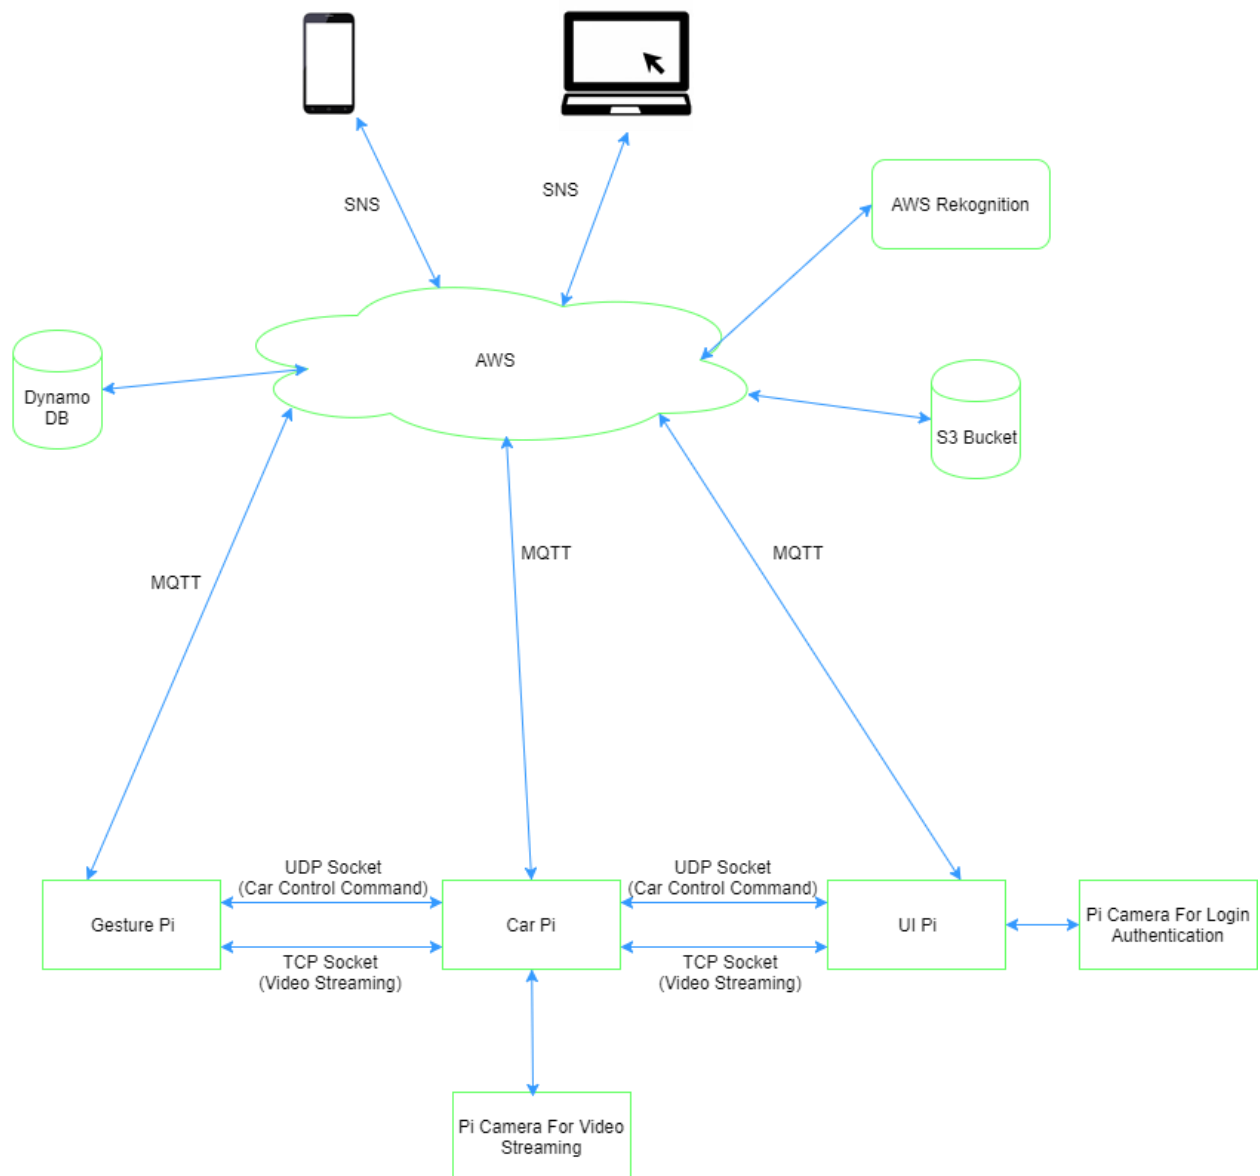 SNS
SNS
AWS Rekognition
AWS
Dynamo
DB
S3 Bucket
MQTT
MQTT
MQTT
UDP Socket
(Car Control Command)
UDP Socket
(Car Control Command)
Gesture Pi
Car Pi
UI Pi
Pi Camera For Login
Authentication
TCP Socket
(Video Streaming)
TCP Socket
(Video Streaming)
Pi Camera For Video
Streaming